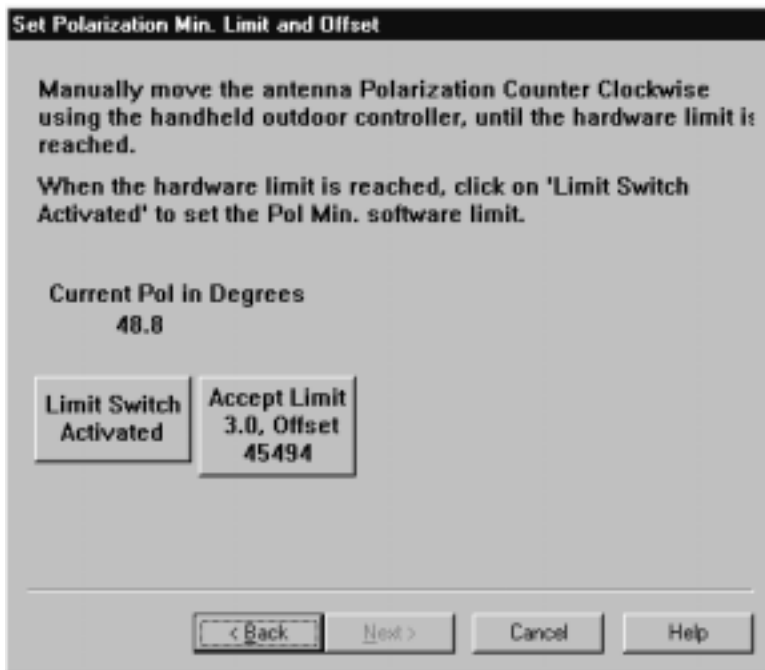 Set Polarization Min. Limit and Offset
Manually move the antenna Polarization Counter Clockwise
using the handheld outdoor controller, until the hardware limit is
reached.
When the hardware limit is reached, click on 'Limit Switch
Activated' to set the Pol Min. software limit.
Current Pol in Degrees
48.8
Limit Switch
Activated
Accept Limit
3.0, Offset
45494
< Back
Next >
Cancel
Help